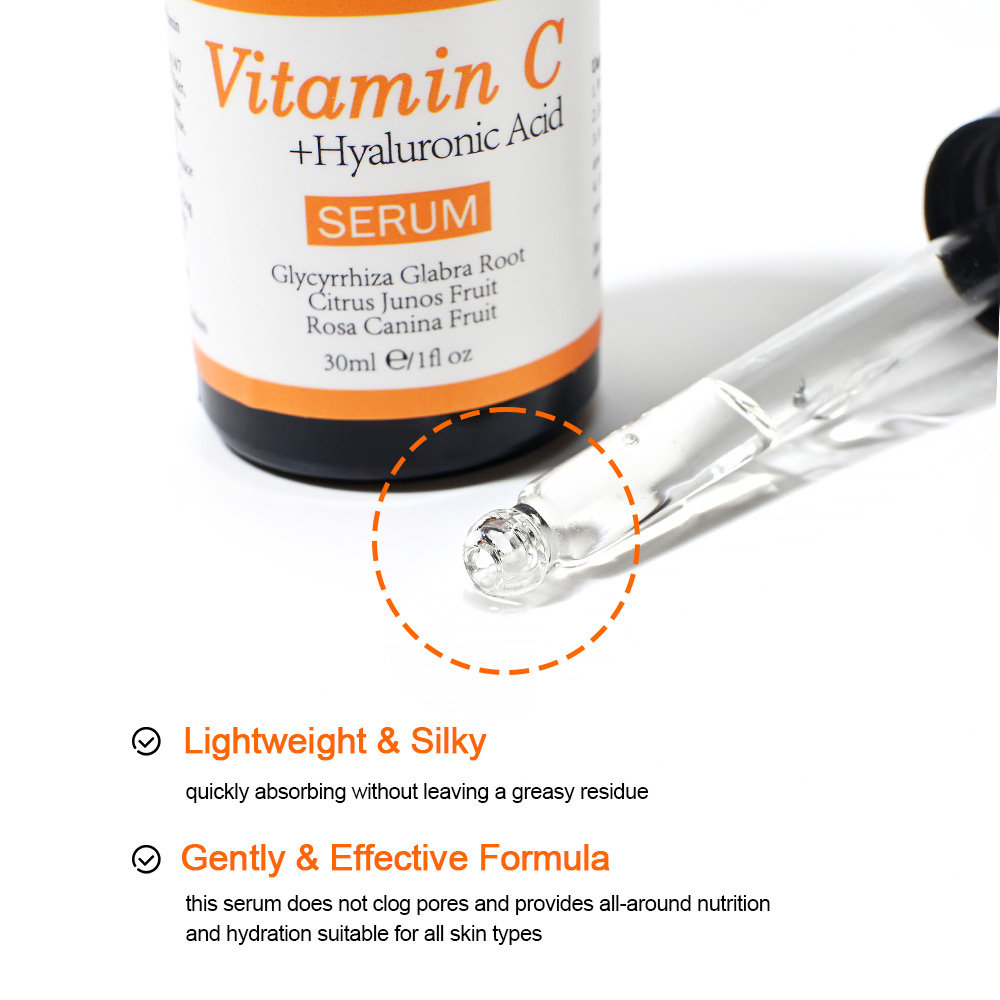 Vitamin C
+Hyaluronic Acid
SERUM
Glycyrrhiza Glabra Root
Citrus Junos Fruit
Rosa Canina Fruit
30ml ℮/1fl oz
Lightweight & Silky
quickly absorbing without leaving a greasy residue
Gently & Effective Formula
this serum does not clog pores and provides all-around nutrition
and hydration suitable for all skin types